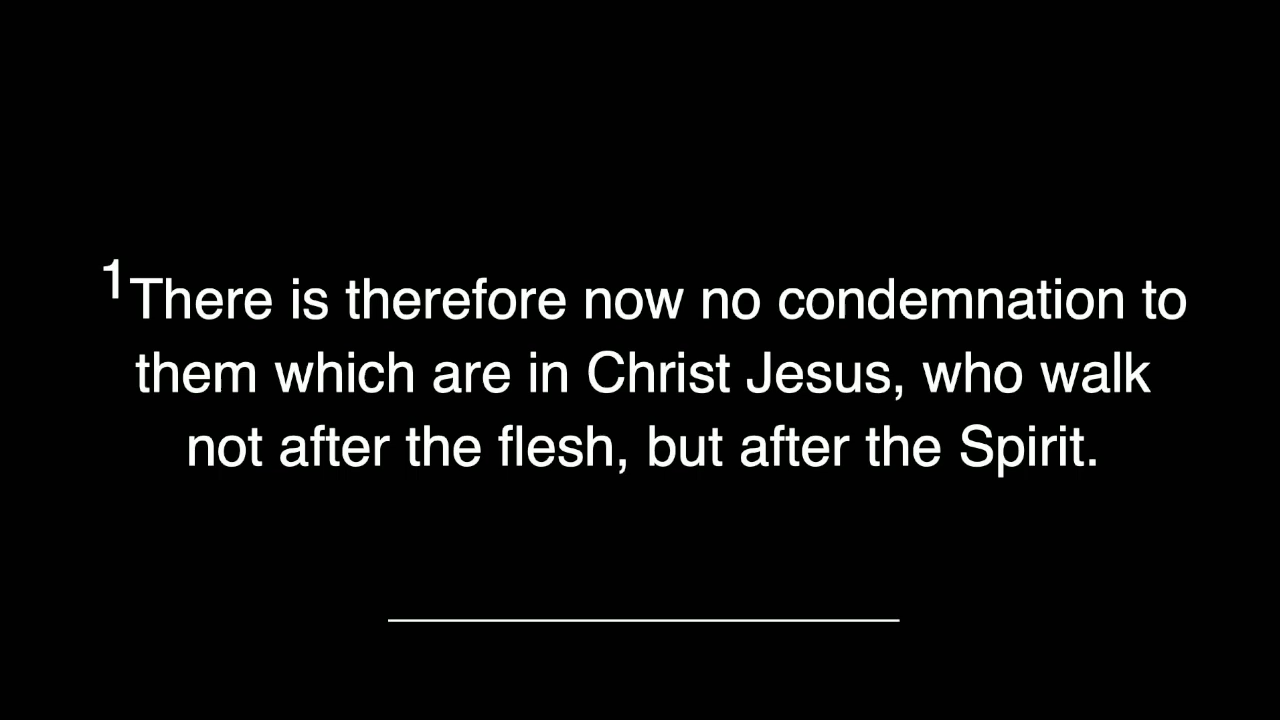 1There is therefore now no condemnation to
them which are in Christ Jesus, who walk
not after the flesh, but after the Spirit.